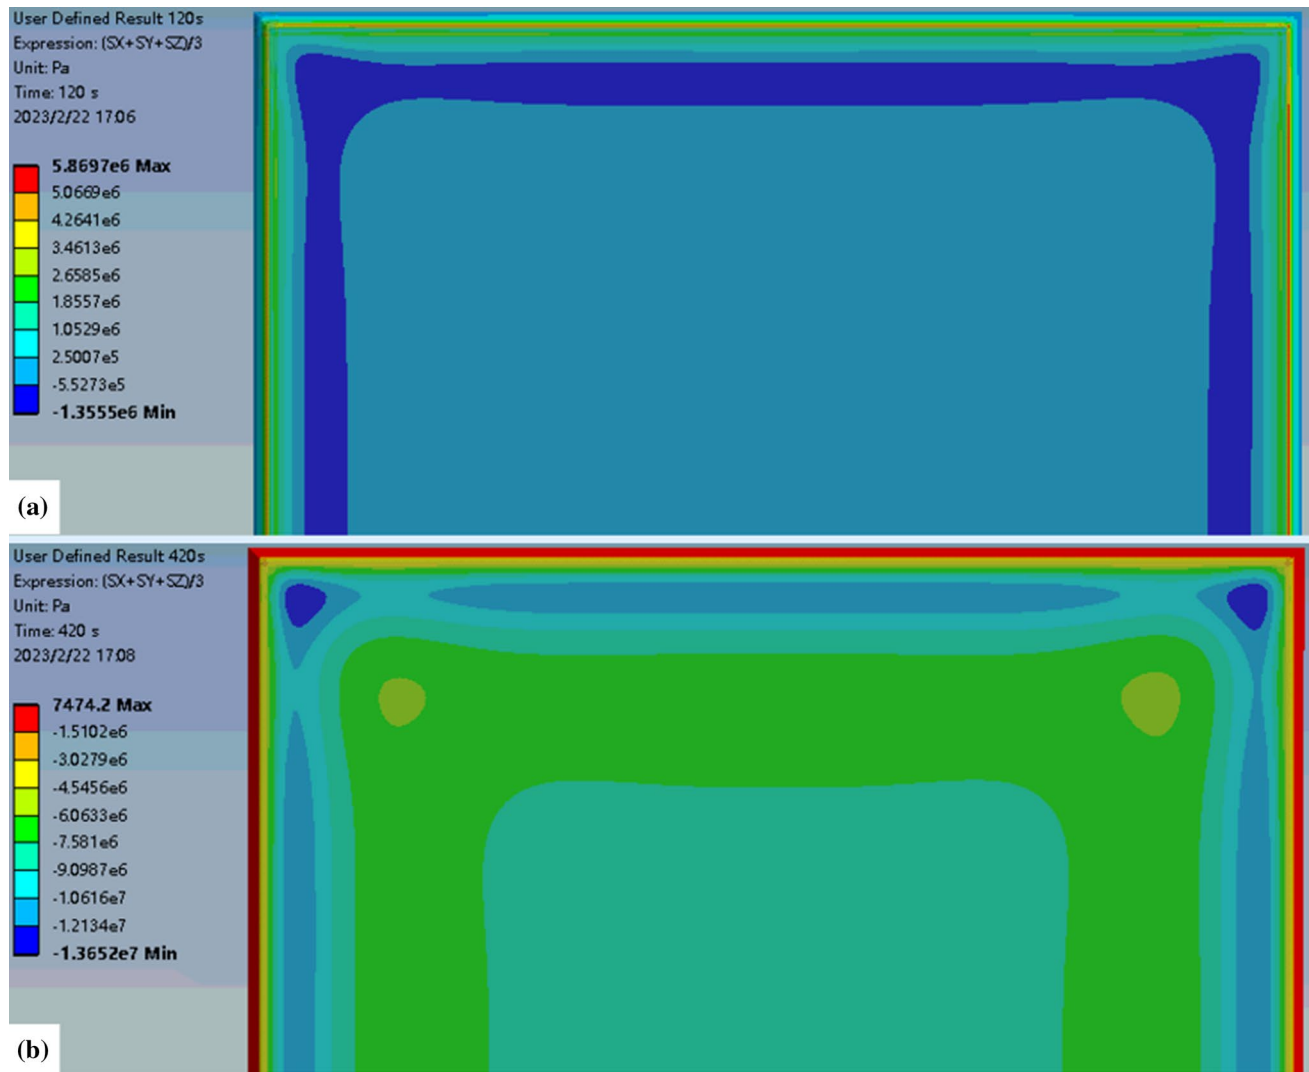 User Defined Result 120s
Expression: (SX+SY+SZ)/3
Unit: Pa
Time: 120 s
2023/2/22 17:06
5.8697e6 Max
5.0669e6
4.2641e6
3.4613e6
2.6585e6
1.8557e6
1.0529e6
2.5007e5
-5.5273e5
-1.3555e6 Min
(a)
User Defined Result 420s
Expression: (SX+SY+SZ)/3
Unit: Pa
Time: 420 s
2023/2/22 17:08
7474.2 Max
-1.5102e6
-3.0279e6
-4.5456e6
-6.0633e6
-7.581e6
-9.0987e6
-1.0616e7
-1.2134e7
-1.3652e7 Min
(b)